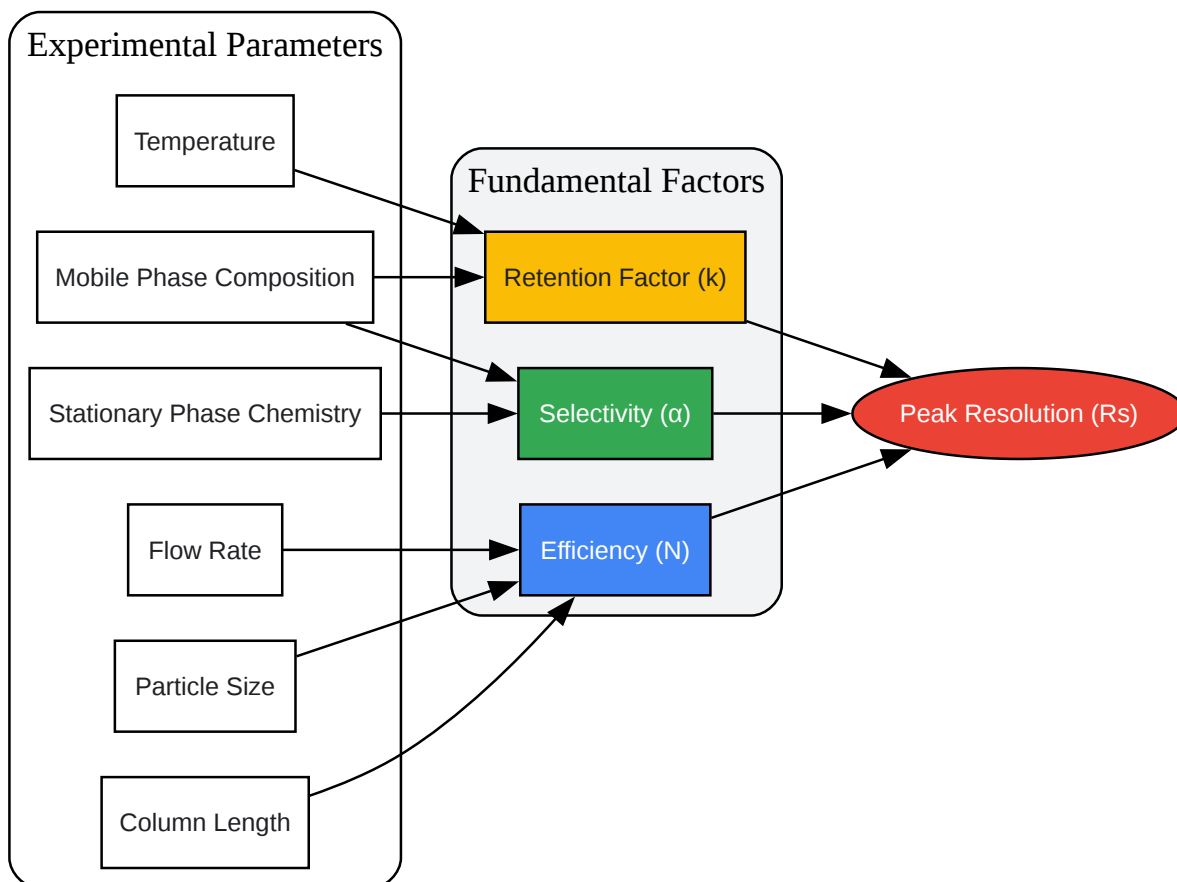 Experimental Parameters
Temperature
Mobile Phase Composition
Stationary Phase Chemistry
Flow Rate
Particle Size
Column Length
Fundamental Factors
Retention Factor (k)
Selectivity (α)
Efficiency (N)
Peak Resolution (Rs)